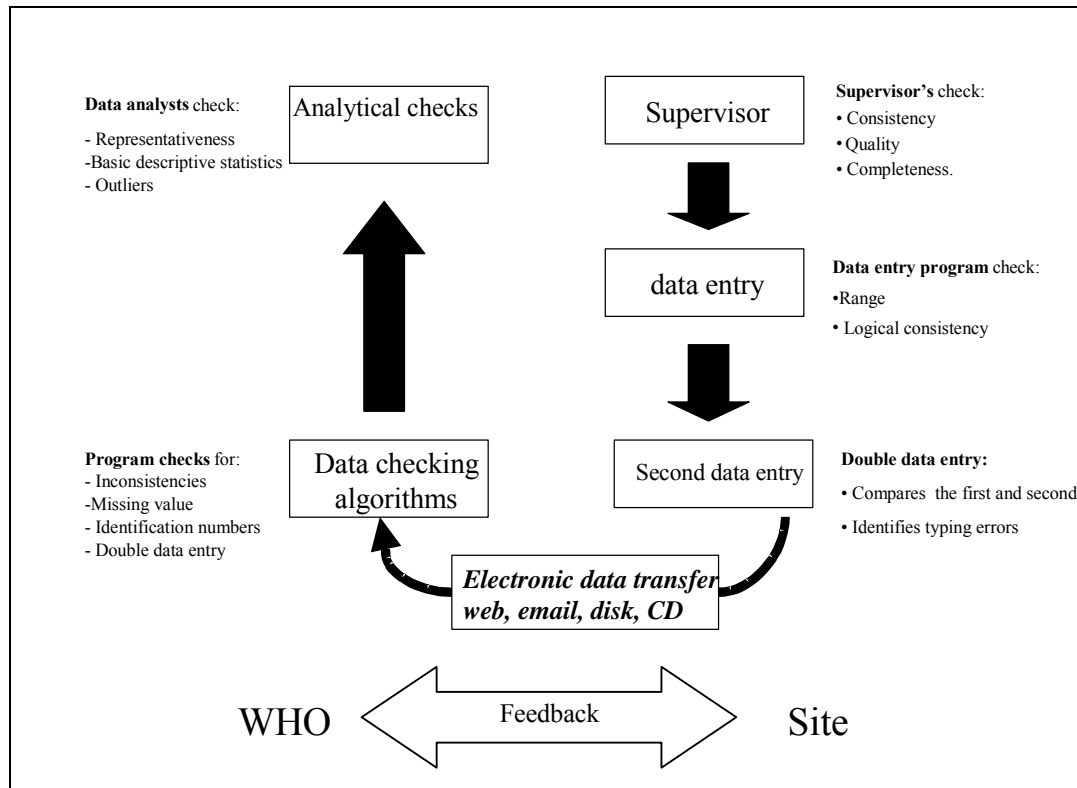 Data analysts check:
- Representativeness
-Basic descriptive statistics
- Outliers
Analytical checks
Supervisor
Supervisor's check:
• Consistency
• Quality
• Completeness.
data entry
Data entry program check:
•Range
• Logical consistency
Program checks for:
- Inconsistencies
-Missing value
- Identification numbers
- Double data entry
Data checking
algorithms
Second data entry
Double data entry:
• Compares the first and second
• Identifies typing errors
Electronic data transfer
web, email, disk, CD
WHO
Feedback
Site